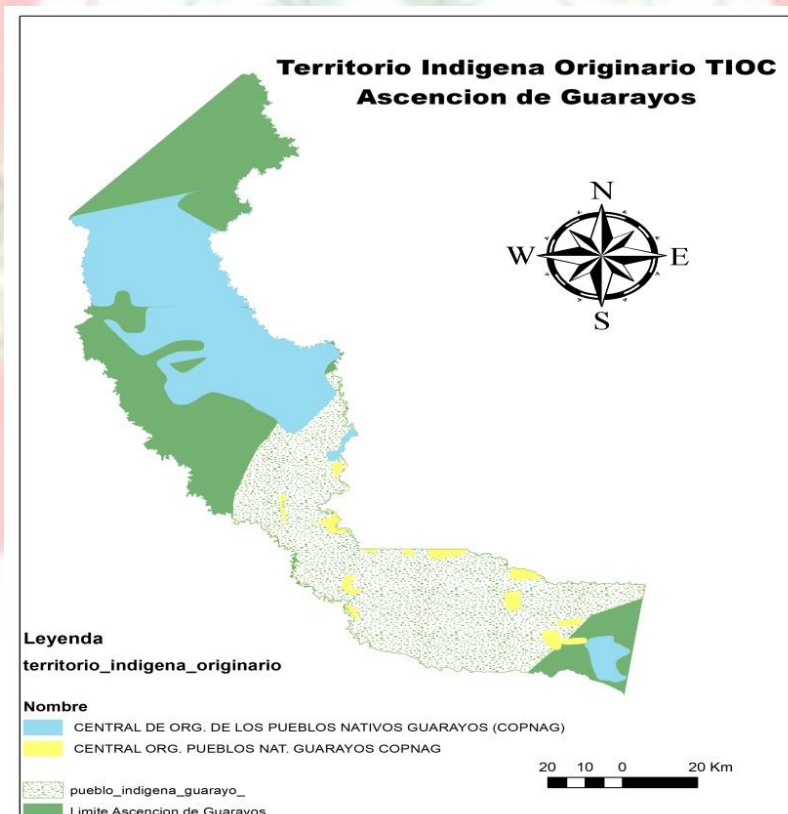 Territorio Indigena Originario TIOC
Ascencion de Guarayos
N
W E
S
Leyenda
territorio_indigena_originario
Nombre
CENTRAL DE ORG. DE LOS PUEBLOS NATIVOS GUARAYOS (COPNAG)
CENTRAL ORG. PUEBLOS NAT. GUARAYOS COPNAG
20 10 0 20 Km
pueblo_indigena_guarayo_
Limite Ascencion de Guarayos